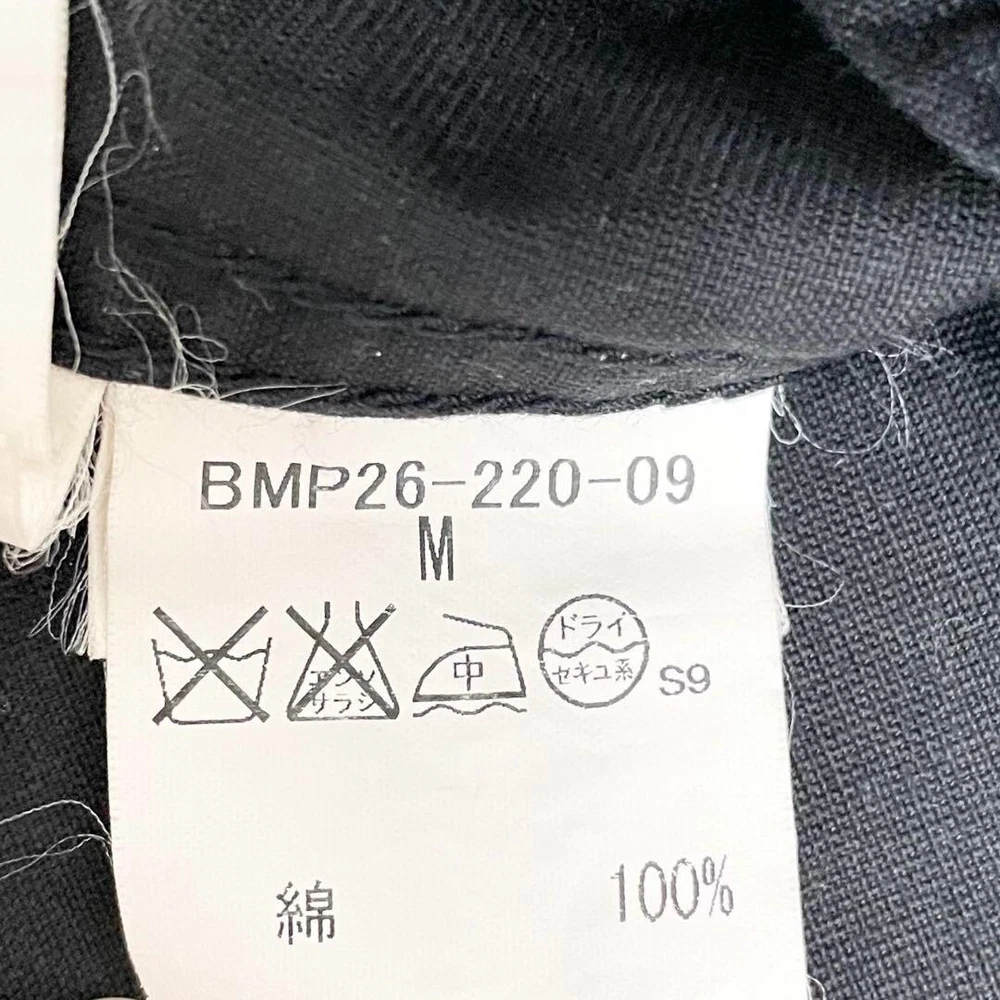 BMP26-220-09
M
エンソサラシ
中
ドライ
セキユ系
S9
綿 100%